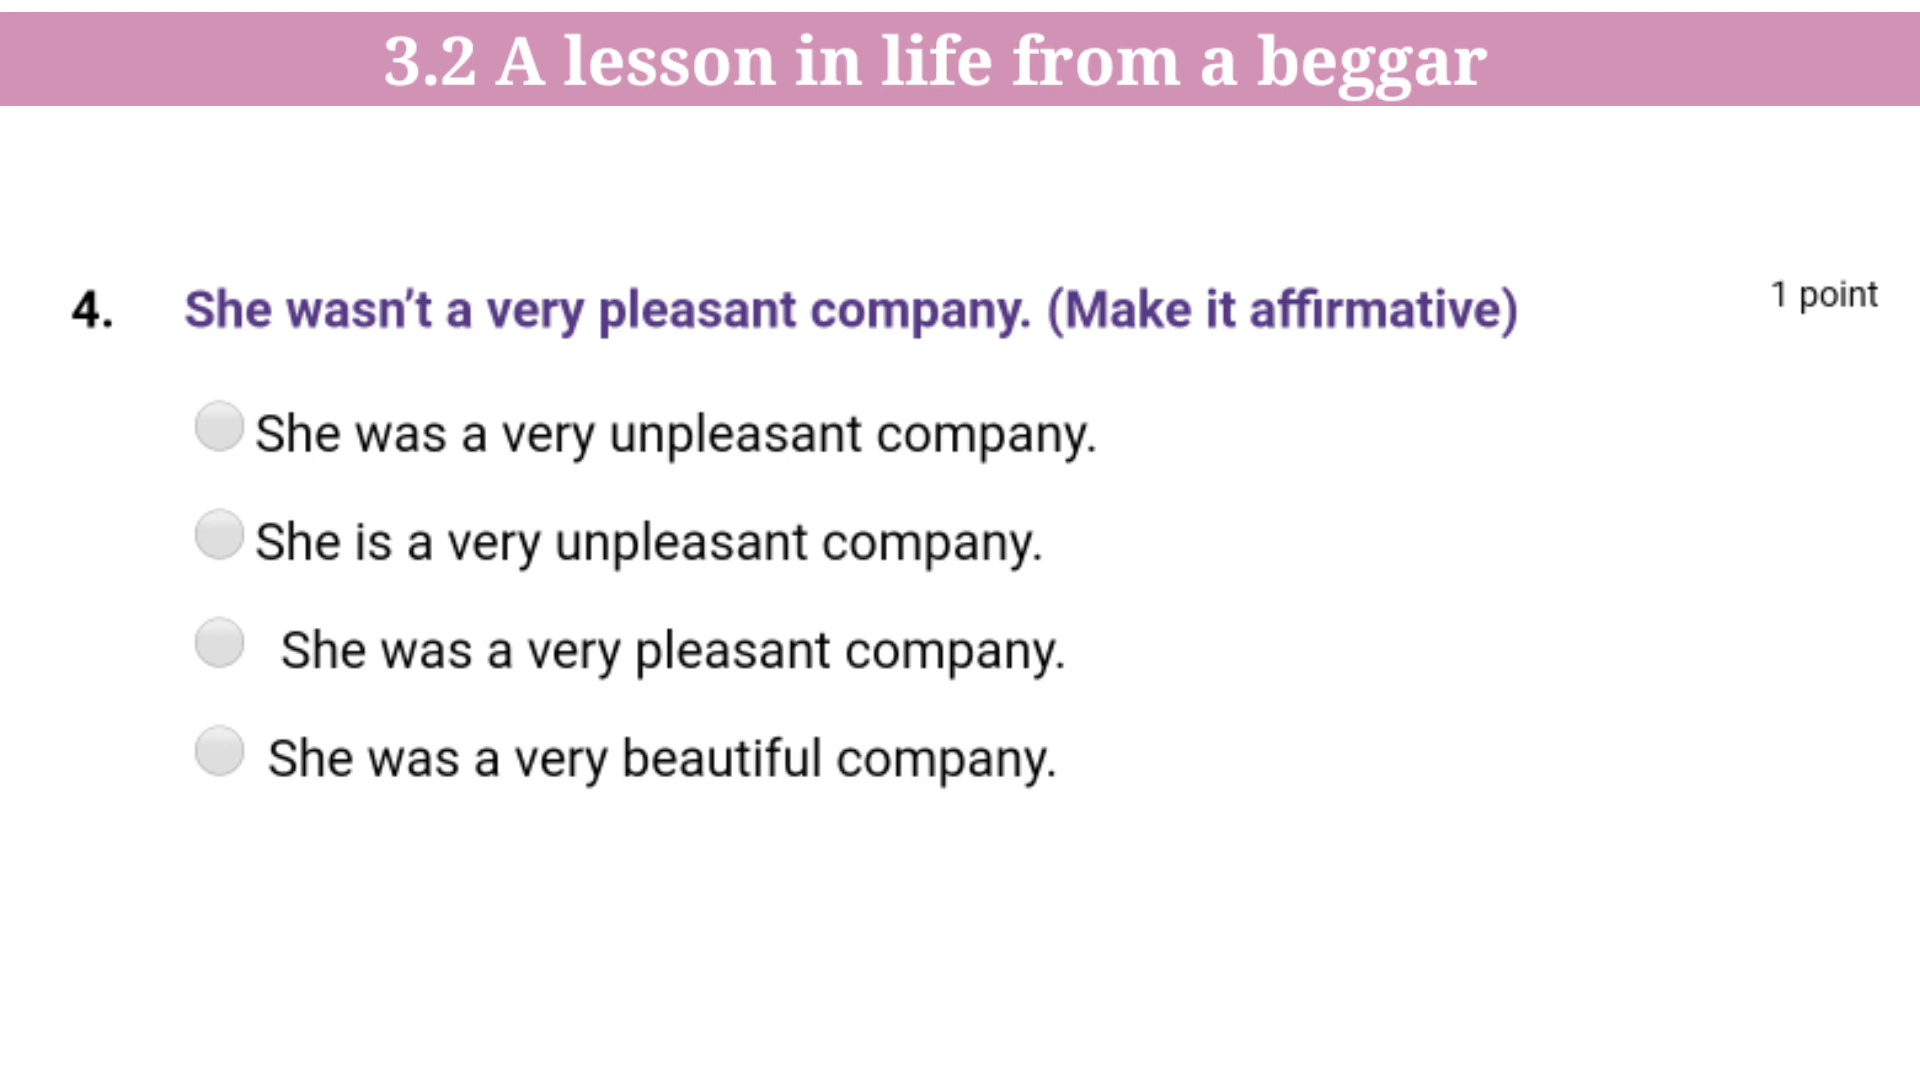 3.2 A lesson in life from a beggar
4. She wasn’t a very pleasant company. (Make it affirmative) 1 point
She was a very unpleasant company.
She is a very unpleasant company.
She was a very pleasant company.
She was a very beautiful company.